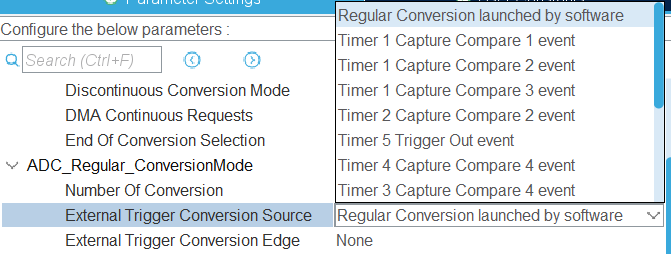 Parameter Settings
Configure the below parameters :
Search (Ctrl+F)
Discontinuous Conversion Mode
DMA Continuous Requests
End Of Conversion Selection
ADC_Regular_ConversionMode
Number Of Conversion
External Trigger Conversion Source
Regular Conversion launched by software
External Trigger Conversion Edge
None
Regular Conversion launched by software
Timer 1 Capture Compare 1 event
Timer 1 Capture Compare 2 event
Timer 1 Capture Compare 3 event
Timer 2 Capture Compare 2 event
Timer 5 Trigger Out event
Timer 4 Capture Compare 4 event
Timer 3 Capture Compare 4 event